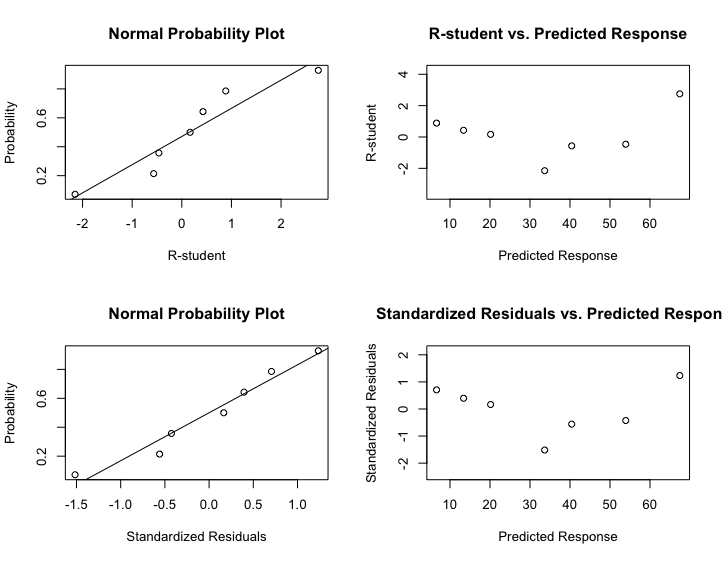 Normal Probability Plot
Probability
0.2 0.6
-2 -1 0 1 2
R-student
R-student vs. Predicted Response
R-student
-2 0 2 4
10 20 30 40 50 60
Predicted Response
Normal Probability Plot
Probability
0.2 0.6
-1.5 -1.0 -0.5 0.0 0.5 1.0
Standardized Residuals
Standardized Residuals vs. Predicted Respon
Standardized Residuals
-2 -1 0 1 2
10 20 30 40 50 60
Predicted Response